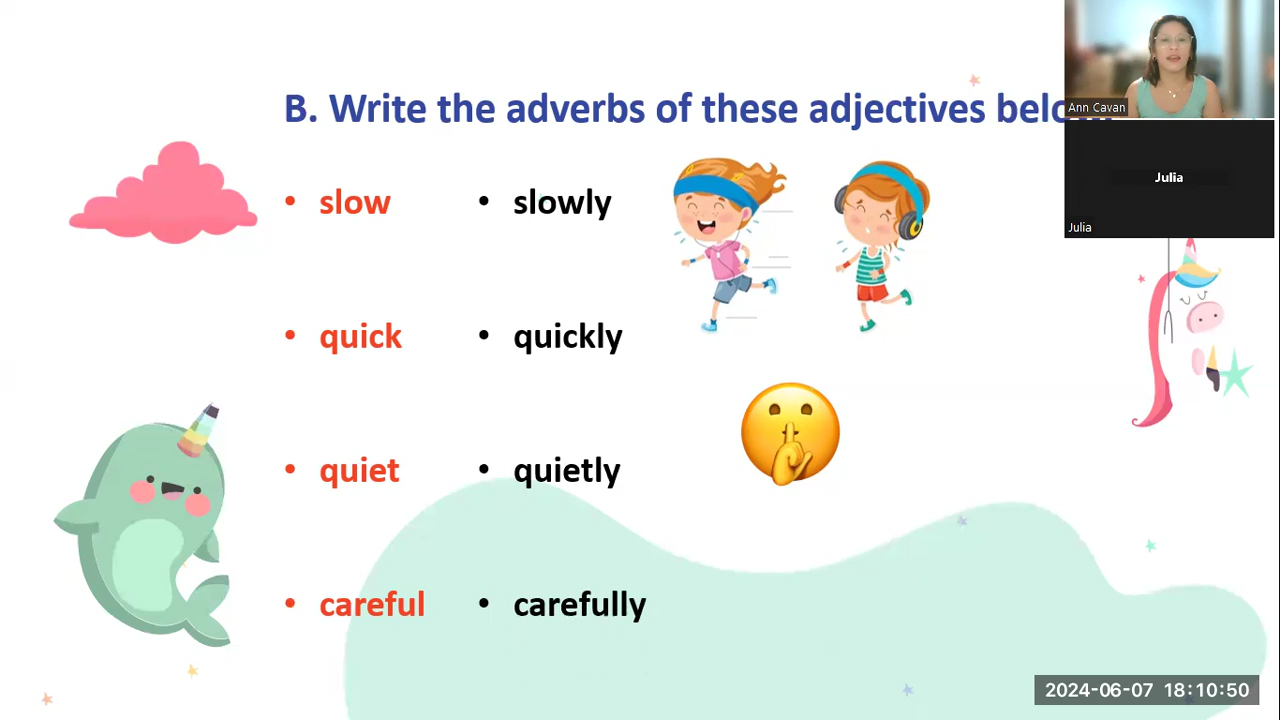 B. Write the adverbs of these adjectives
• slow • slowly
• quick • quickly
• quiet • quietly
• careful • carefully
Ann Cavan
Julia
Julia
2024-06-07 18:10:50